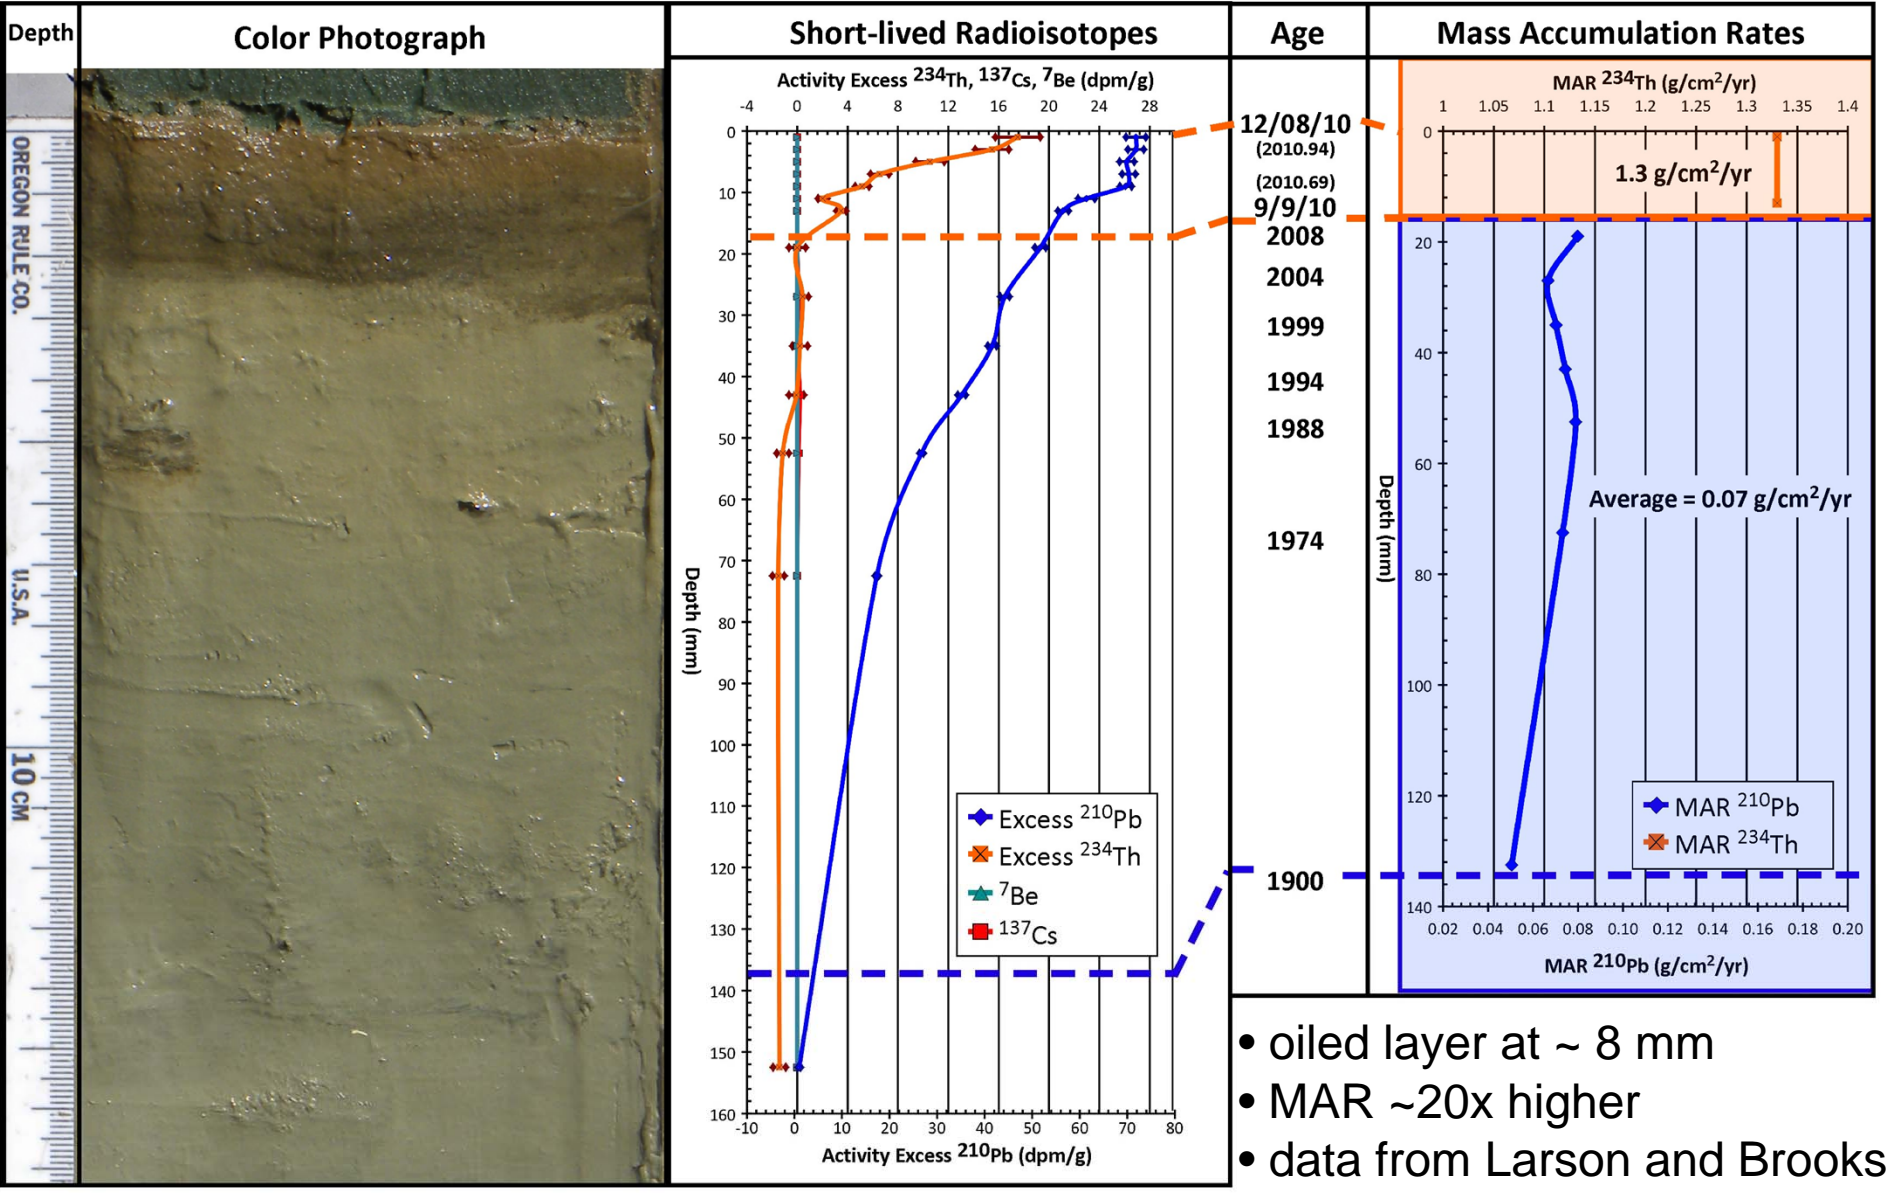 Depth
Color Photograph
Short-lived Radioisotopes
Age
Mass Accumulation Rates
OREGON RULE CO.
U.S.A.
10 CM
Activity Excess ²³⁴Th, ¹³⁷Cs, ⁷Be (dpm/g)
-4 0 4 8 12 16 20 24 28
0
10
20
30
40
50
60
70
80
90
100
110
120
130
140
150
160
Depth (mm)
Excess ²¹⁰Pb
Excess ²³⁴Th
⁷Be
¹³⁷Cs
-10 0 10 20 30 40 50 60 70 80
Activity Excess ²¹⁰Pb (dpm/g)
12/08/10
(2010.94)
(2010.69)
9/9/10
2008
2004
1999
1994
1988
1974
1900
MAR ²³⁴Th (g/cm²/yr)
1 1.05 1.1 1.15 1.2 1.25 1.3 1.35 1.4
0
1.3 g/cm²/yr
20
40
60
80
100
120
140
Depth (mm)
Average = 0.07 g/cm²/yr
MAR ²¹⁰Pb
MAR ²³⁴Th
0.02 0.04 0.06 0.08 0.10 0.12 0.14 0.16 0.18 0.20
MAR ²¹⁰Pb (g/cm²/yr)
• oiled layer at ~ 8 mm
• MAR ~20x higher
• data from Larson and Brooks